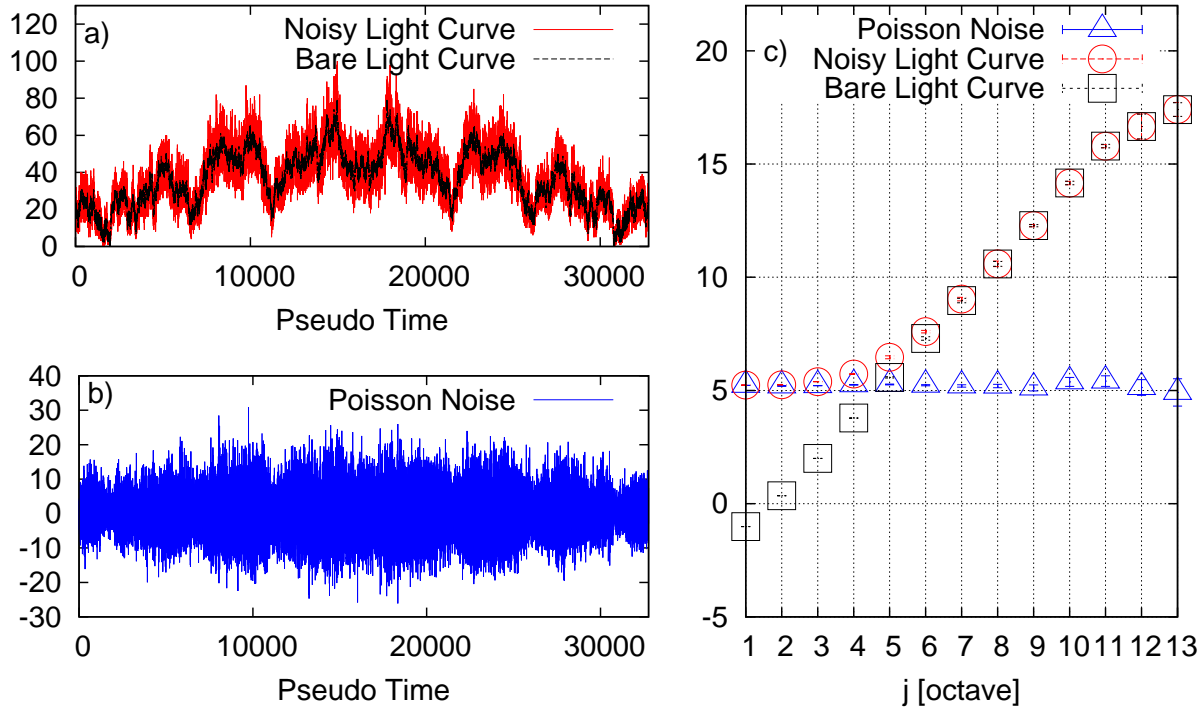 a)
Noisy Light Curve
Bare Light Curve
120
100
80
60
40
20
0
0 10000 20000 30000
Pseudo Time
b)
Poisson Noise
40
30
20
10
0
-10
-20
-30
0 10000 20000 30000
Pseudo Time
c)
Poisson Noise
Noisy Light Curve
Bare Light Curve
20
15
10
5
0
-5
1 2 3 4 5 6 7 8 9 10 11 12 13
j [octave]